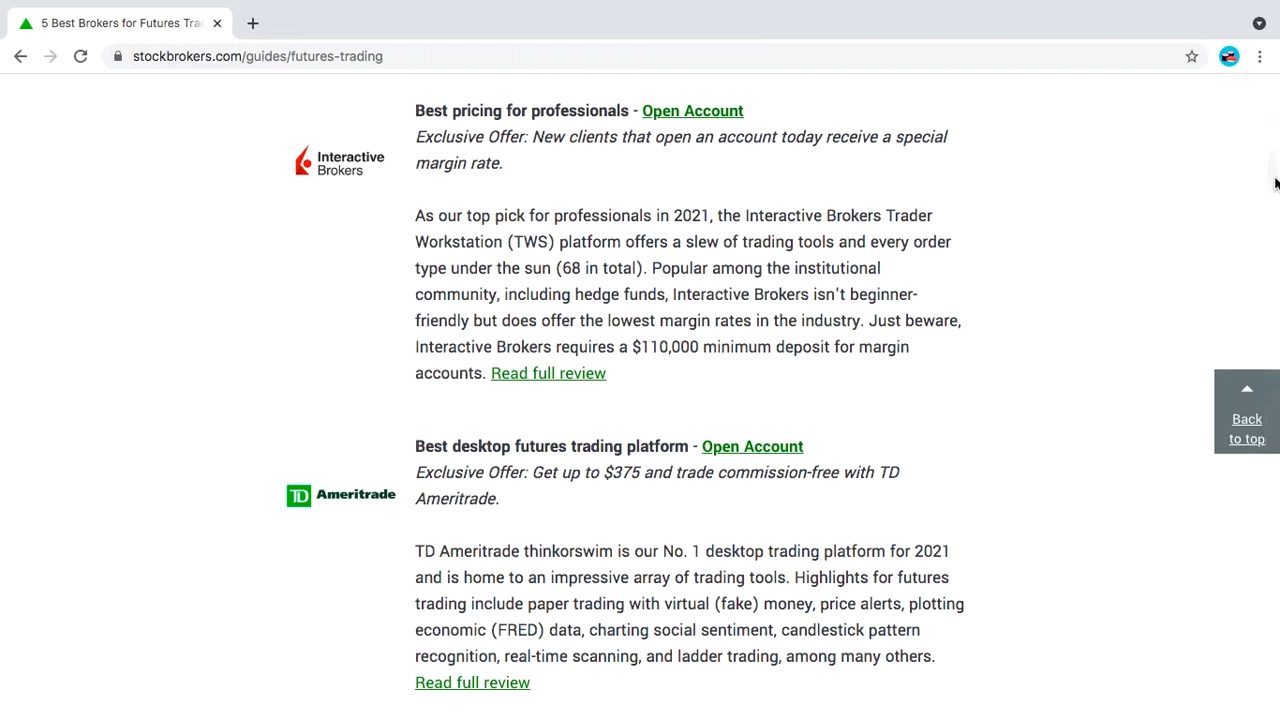 5 Best Brokers for Futures Tra
stockbrokers.com/guides/futures-trading
Best pricing for professionals - Open Account
Exclusive Offer: New clients that open an account today receive a special
margin rate.
Interactive
Brokers
As our top pick for professionals in 2021, the Interactive Brokers Trader
Workstation (TWS) platform offers a slew of trading tools and every order
type under the sun (68 in total). Popular among the institutional
community, including hedge funds, Interactive Brokers isn't beginner-
friendly but does offer the lowest margin rates in the industry. Just beware,
Interactive Brokers requires a $110,000 minimum deposit for margin
accounts. Read full review
Back
to top
Best desktop futures trading platform - Open Account
Exclusive Offer: Get up to $375 and trade commission-free with TD
Ameritrade.
TD Ameritrade
TD Ameritrade thinkorswim is our No. 1 desktop trading platform for 2021
and is home to an impressive array of trading tools. Highlights for futures
trading include paper trading with virtual (fake) money, price alerts, plotting
economic (FRED) data, charting social sentiment, candlestick pattern
recognition, real-time scanning, and ladder trading, among many others.
Read full review